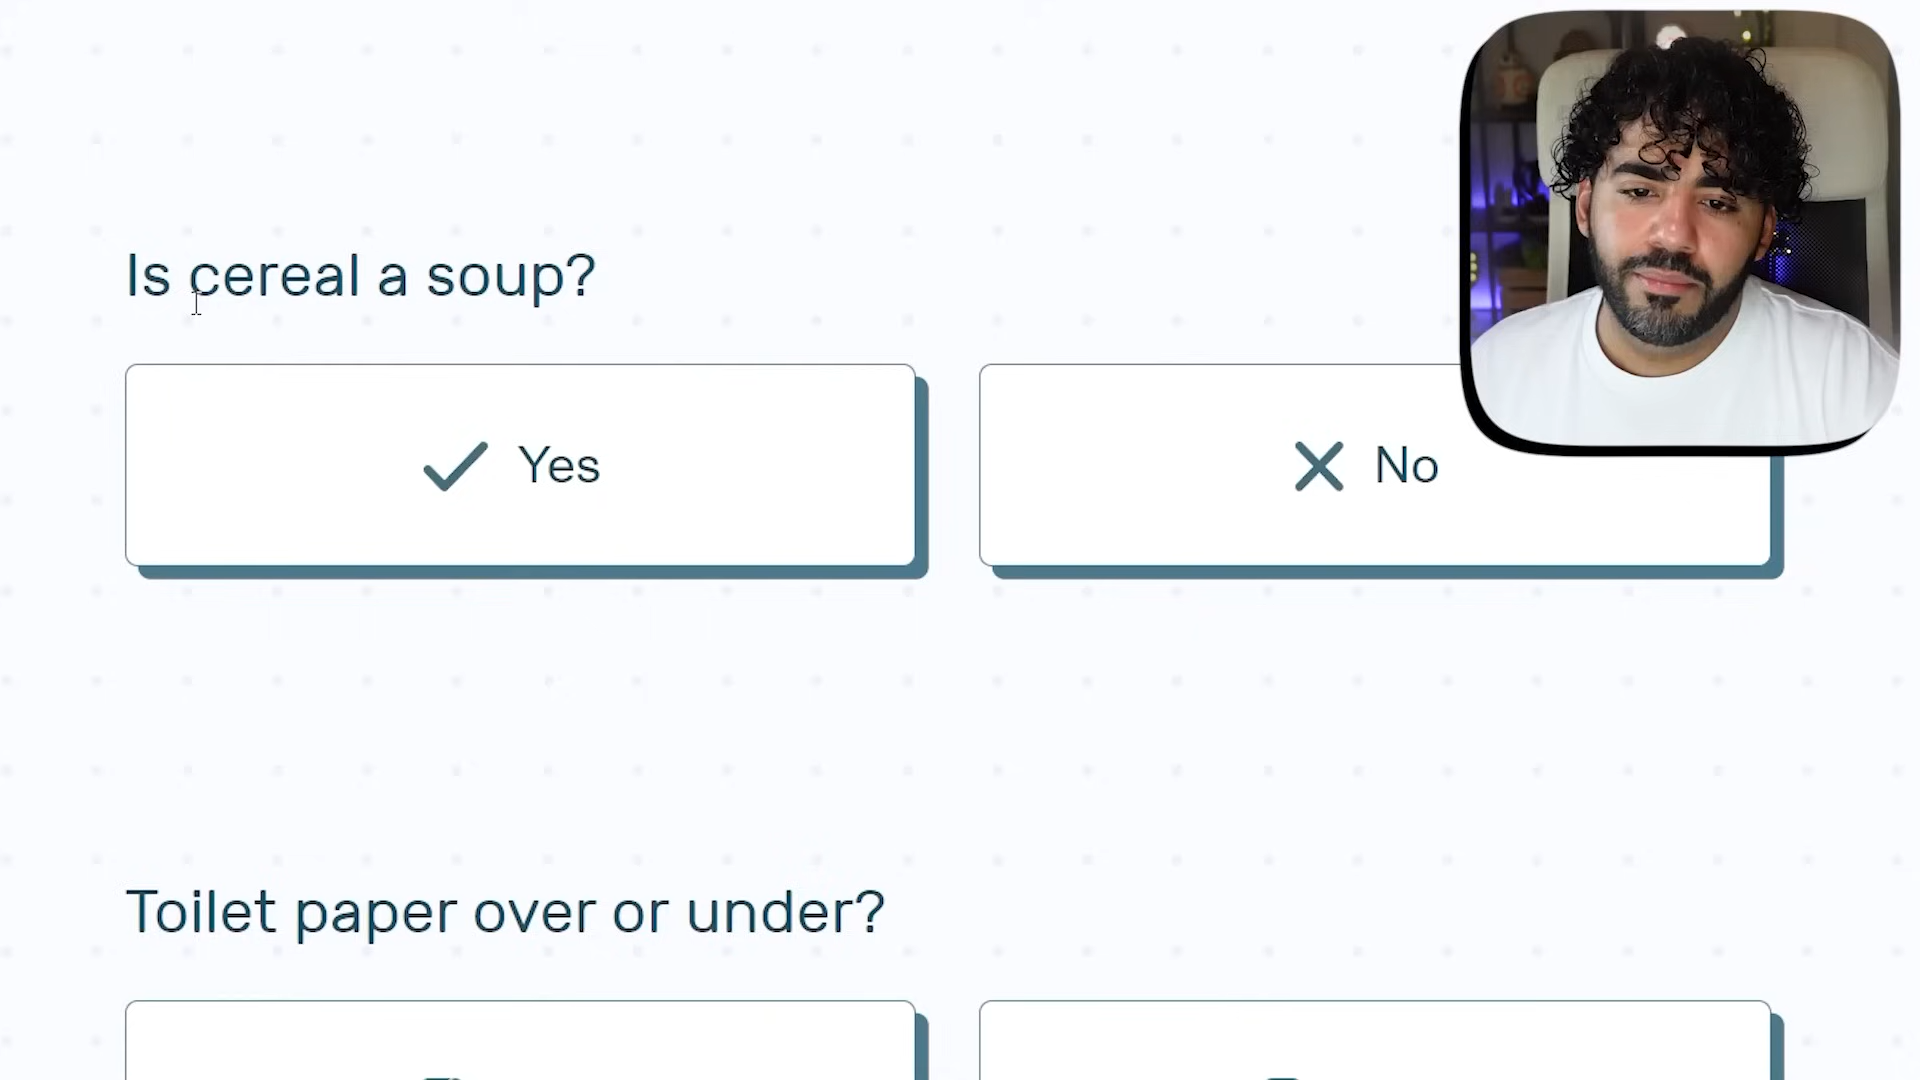 Is cereal a soup?
Yes
No
Toilet paper over or under?